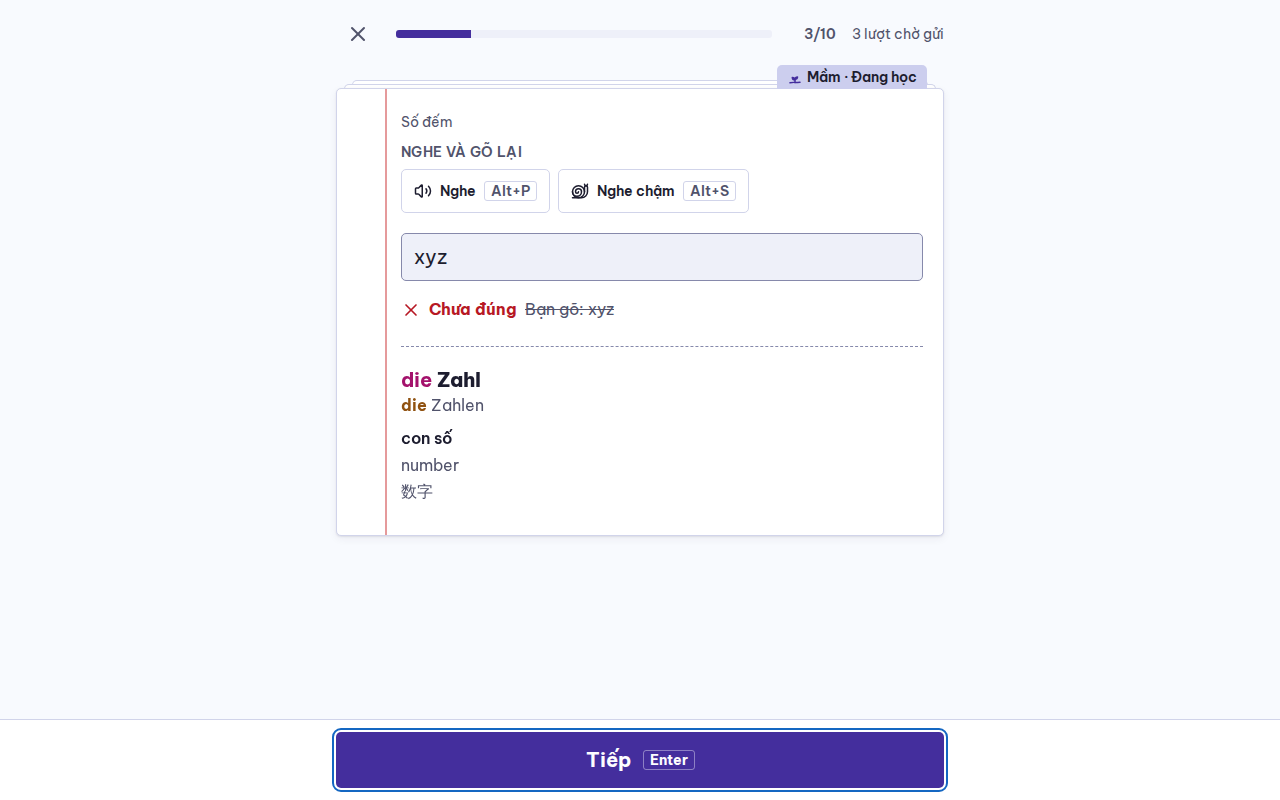 3/10 3 lượt chờ gửi
Mầm · Đang học
Số đếm
NGHE VÀ GÕ LẠI
Nghe Alt+P Nghe chậm Alt+S
xyz
Chưa đúng Bạn gõ: xyz
die Zahl
die Zahlen
con số
number
数字
Tiếp Enter